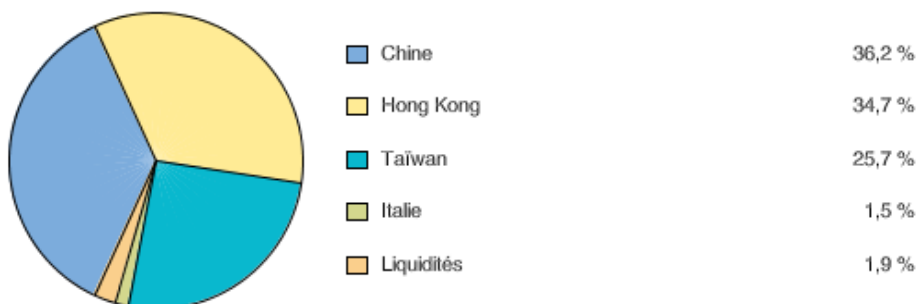 Chine 36,2 %
Hong Kong 34,7 %
Taïwan 25,7 %
Italie 1,5 %
Liquidités 1,9 %